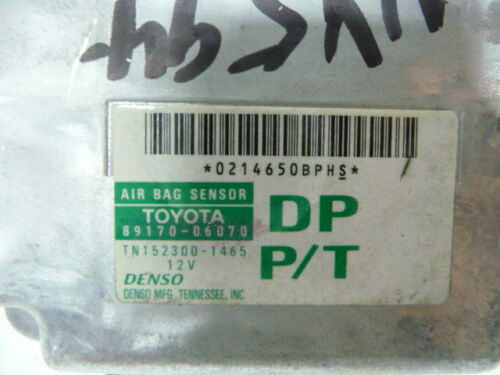 *0214650BPHS*
AIR BAG SENSOR
TOYOTA
89170-06070
DP
TN152300-1465
12V
P/T
DENSO
DENSO MFG. TENNESSEE, INC.